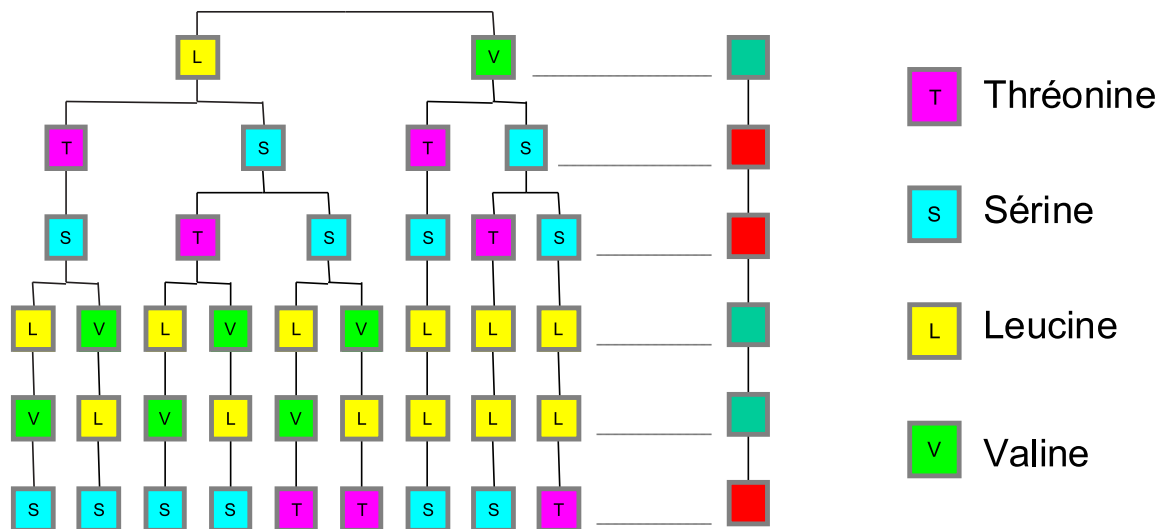 L V
T Thréonine
T S T S
S Sérine
S T S S T S
L V L V L V L L L
L Leucine
V L V L V L L L L
V Valine
S S S S T T S S T